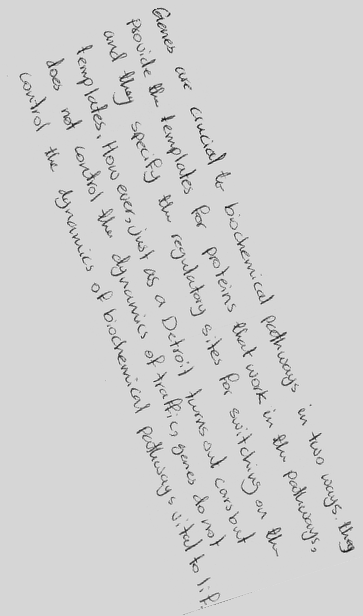 Genes are crucial to biochemical pathways in two ways. they
provide the templates for proteins that work in the pathways,
and they specify the regulatory sites for switching on the
templates. However, just as a Detroit turns out cars but
does not control the dynamics of traffic, genes do not
control the dynamics of biochemical pathways vital to life.